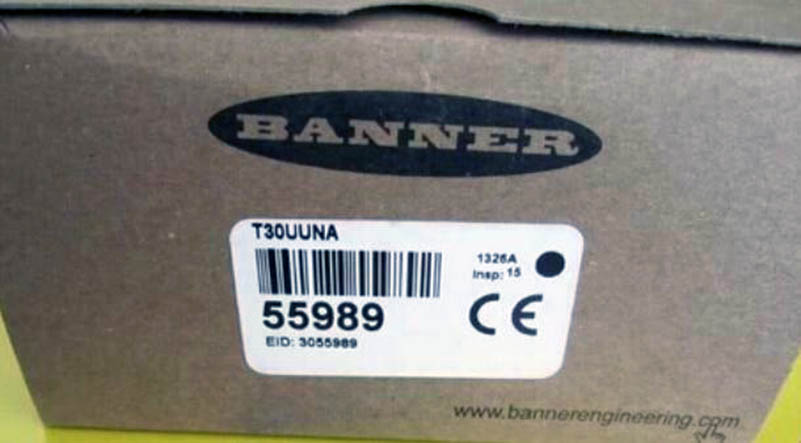 BANNER
T30UUNA
1326A
Insp: 15
55989
CE
EID: 3055989
www.bannerengineering.com